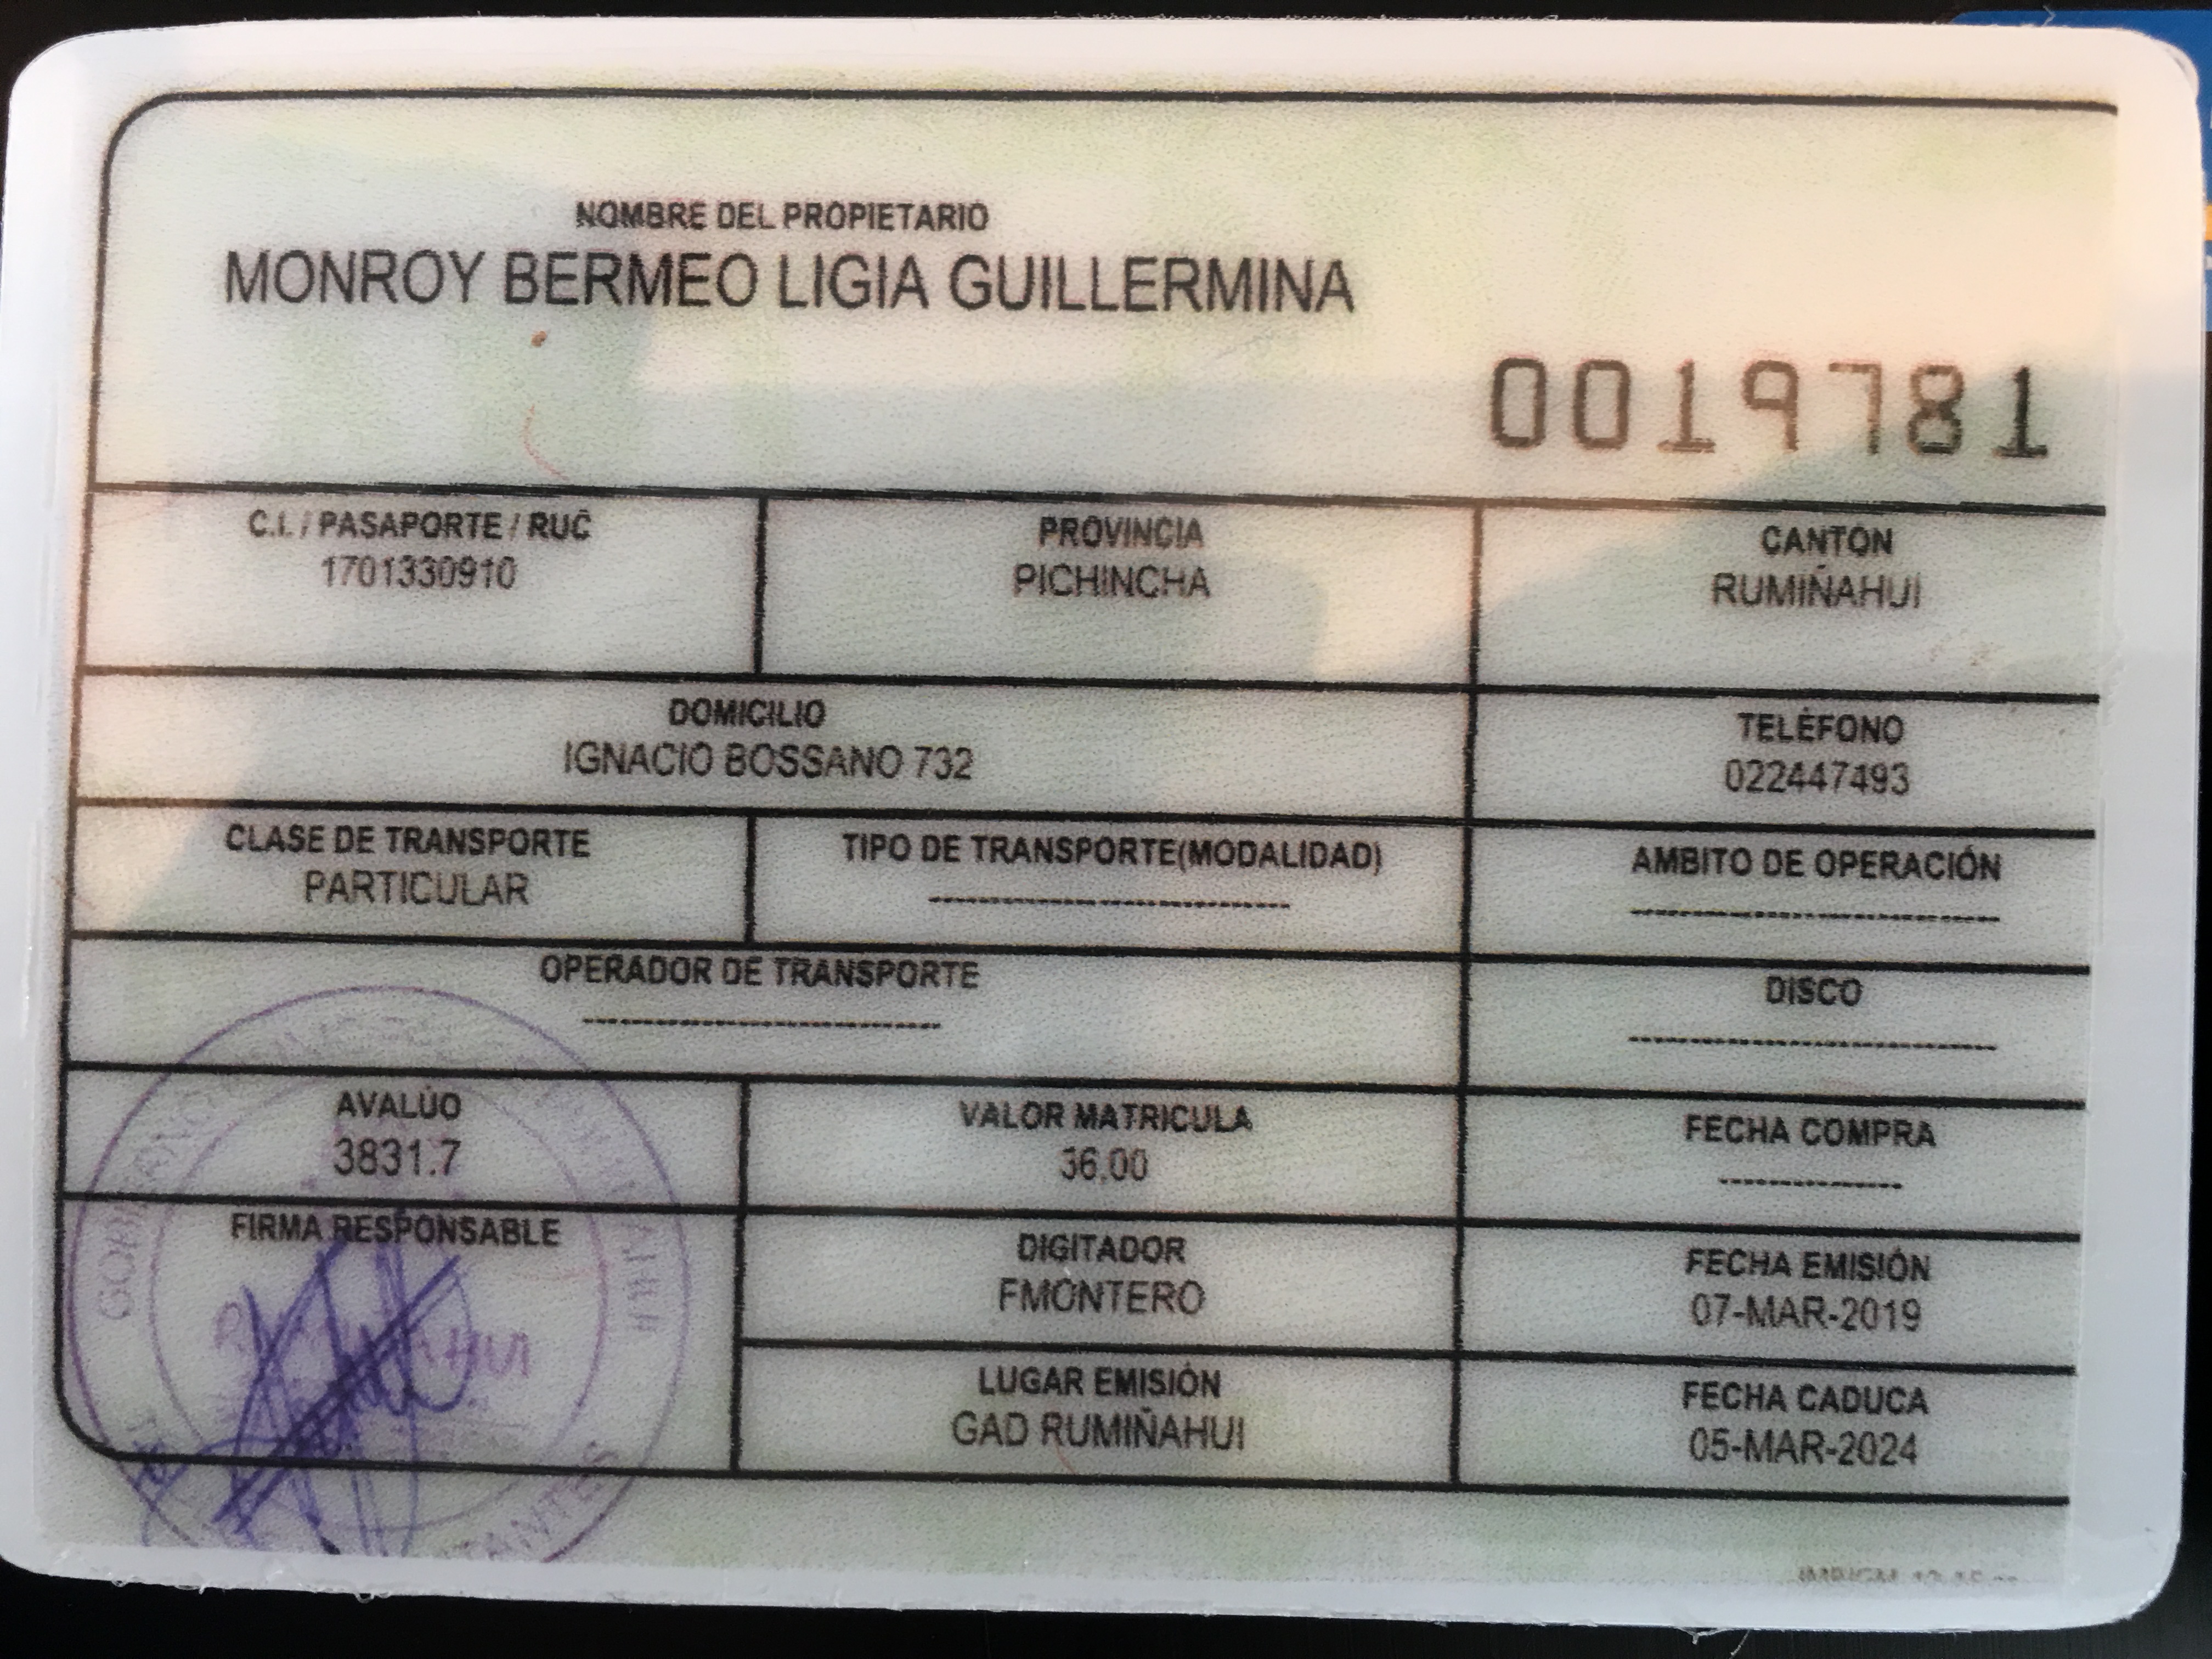 NOMBRE DEL PROPIETARIO
MONROY BERMEO LIGIA GUILLERMINA
0019781
C.I. / PASAPORTE / RUC
1701330910
PROVINCIA
PICHINCHA
CANTÓN
RUMIÑAHUI
DOMICILIO
IGNACIO BOSSANO 732
TELÉFONO
022447493
CLASE DE TRANSPORTE
PARTICULAR
TIPO DE TRANSPORTE(MODALIDAD)
AMBITO DE OPERACIÓN
OPERADOR DE TRANSPORTE
DISCO
AVALÚO
3831.7
VALOR MATRICULA
36.00
FECHA COMPRA
FIRMA RESPONSABLE
DIGITADOR
FMONTERO
FECHA EMISIÓN
07-MAR-2019
LUGAR EMISIÓN
GAD RUMIÑAHUI
FECHA CADUCA
05-MAR-2024